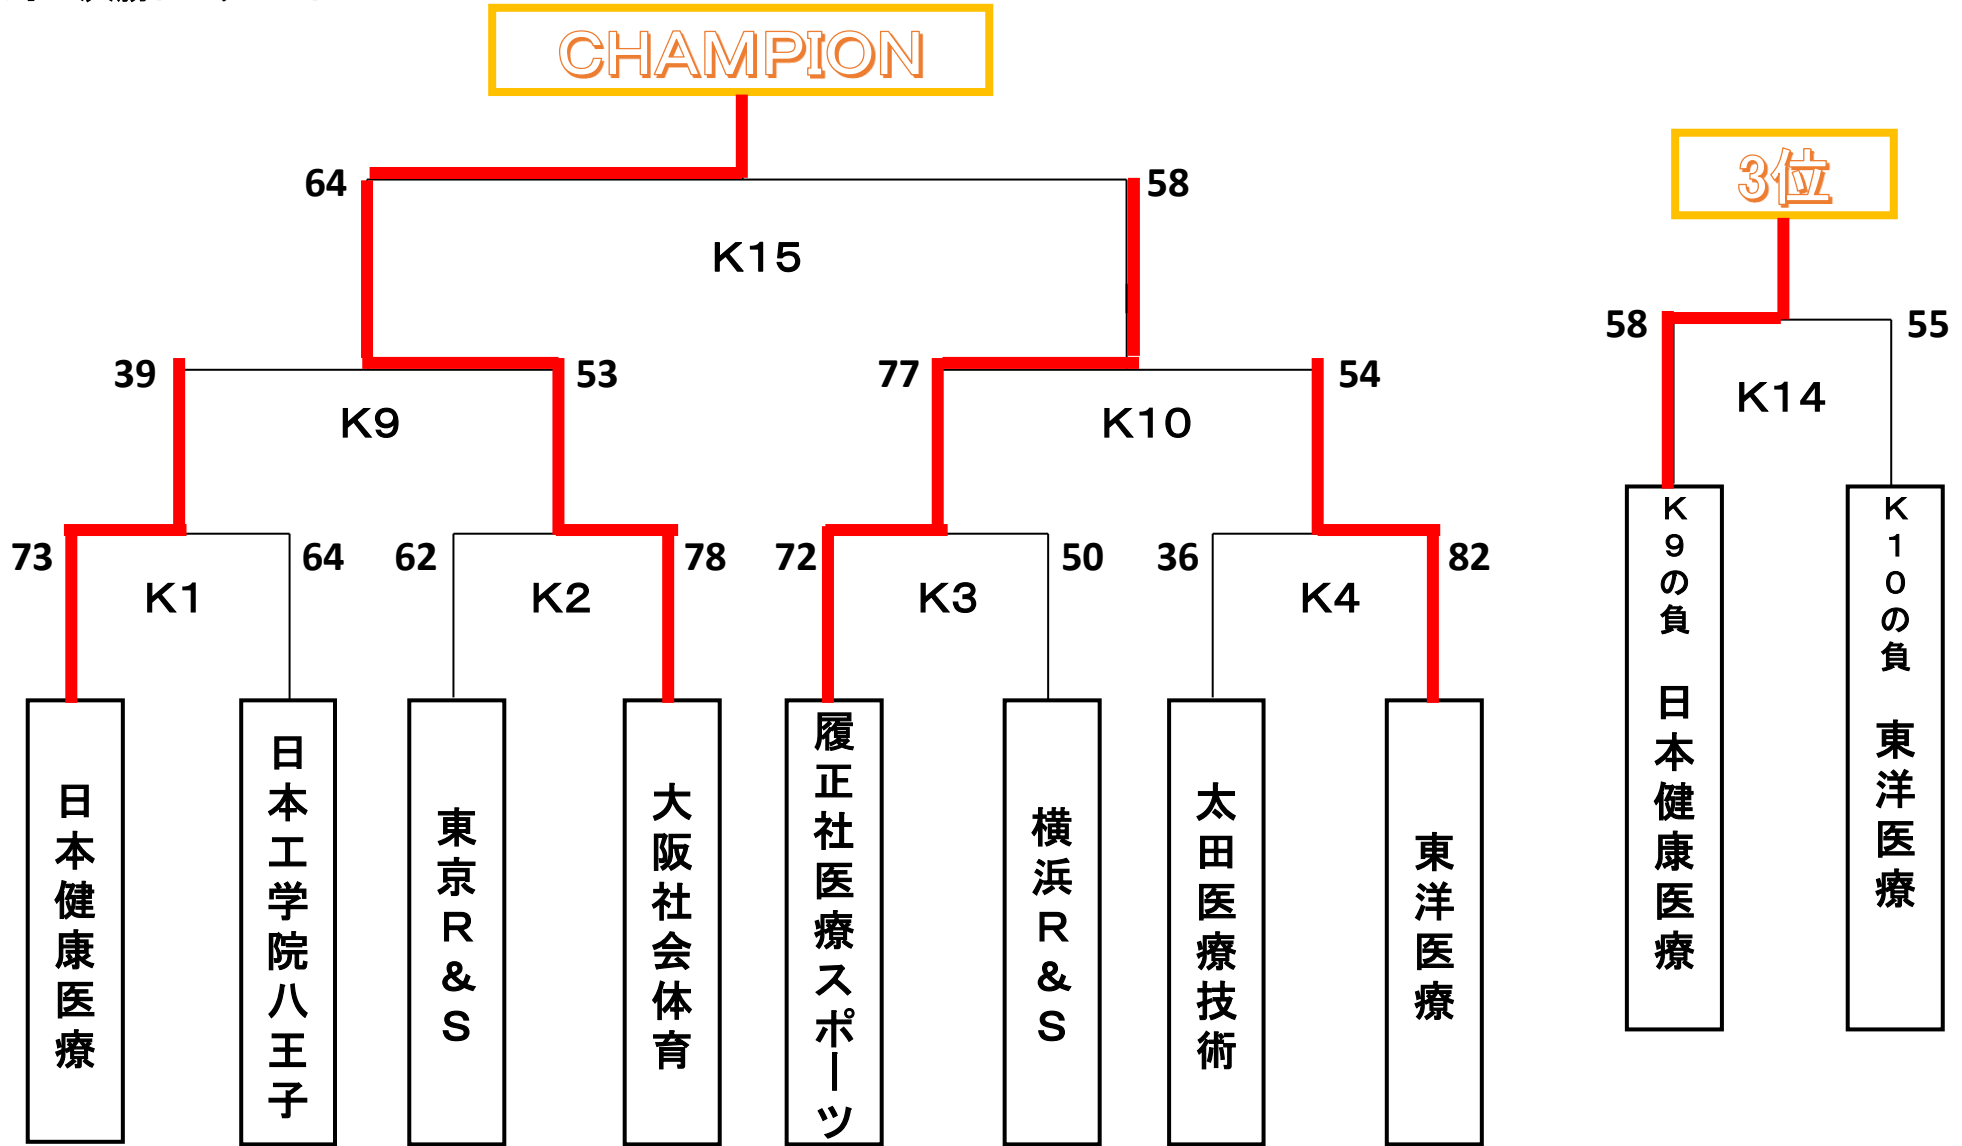 CHAMPION
3位
64
58
K15
58
55
39
53
77
54
K14
K9
K10
73
64
62
78
72
50
36
82
K1
K2
K3
K4
日本健康医療
日本工学院八王子
東京R&S
大阪社会体育
履正社医療スポーツ
横浜R&S
太田医療技術
東洋医療
K9の負 日本健康医療
K10の負 東洋医療